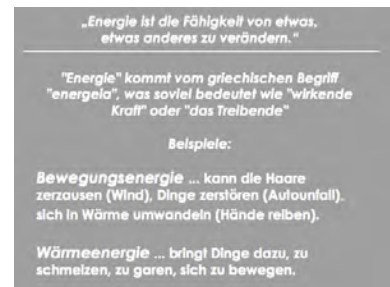 „Energie ist die Fähigkeit von etwas,
etwas anderes zu verändern.“
"Energie" kommt vom griechischen Begriff
"energeia", was soviel bedeutet wie "wirkende
Kraft" oder "das Treibende"
Beispiele:
Bewegungsenergie ... kann die Haare
zerzausen (Wind), Dinge zerstören (Autounfall).
sich in Wärme umwandeln (Hände reiben).
Wärmeenergie ... bringt Dinge dazu, zu
schmelzen, zu garen, sich zu bewegen.